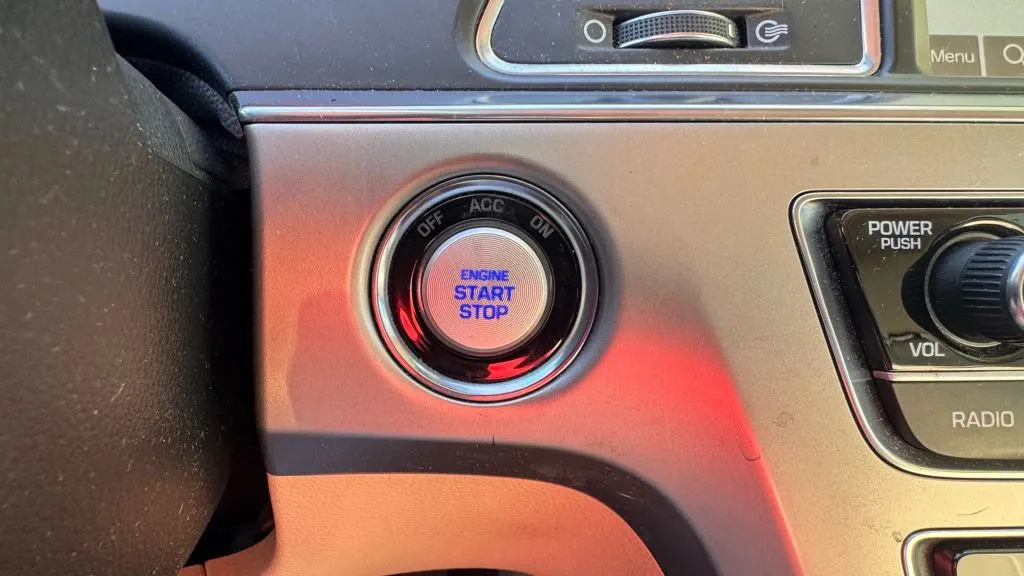 Menu
OFF ACC ON
ENGINE
START
STOP
POWER
PUSH
VOL
RADIO